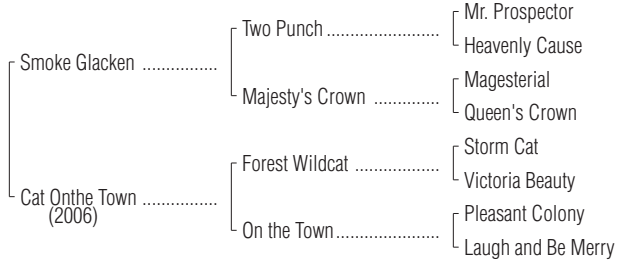 Mr. Prospector
Two Punch ........................
Heavenly Cause
Smoke Glacken ................
Magesterial
Majesty's Crown ..............
Queen's Crown
Storm Cat
Forest Wildcat ..................
Victoria Beauty
Cat Onthe Town ................
(2006)
Pleasant Colony
On the Town......................
Laugh and Be Merry